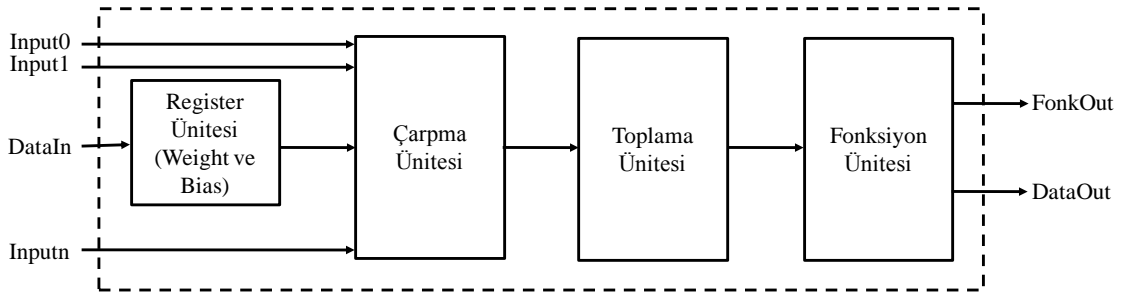 Input0
Input1
DataIn
Inputn
Register
Ünitesi
(Weight ve
Bias)
Çarpma
Ünitesi
Toplama
Ünitesi
Fonksiyon
Ünitesi
FonkOut
DataOut